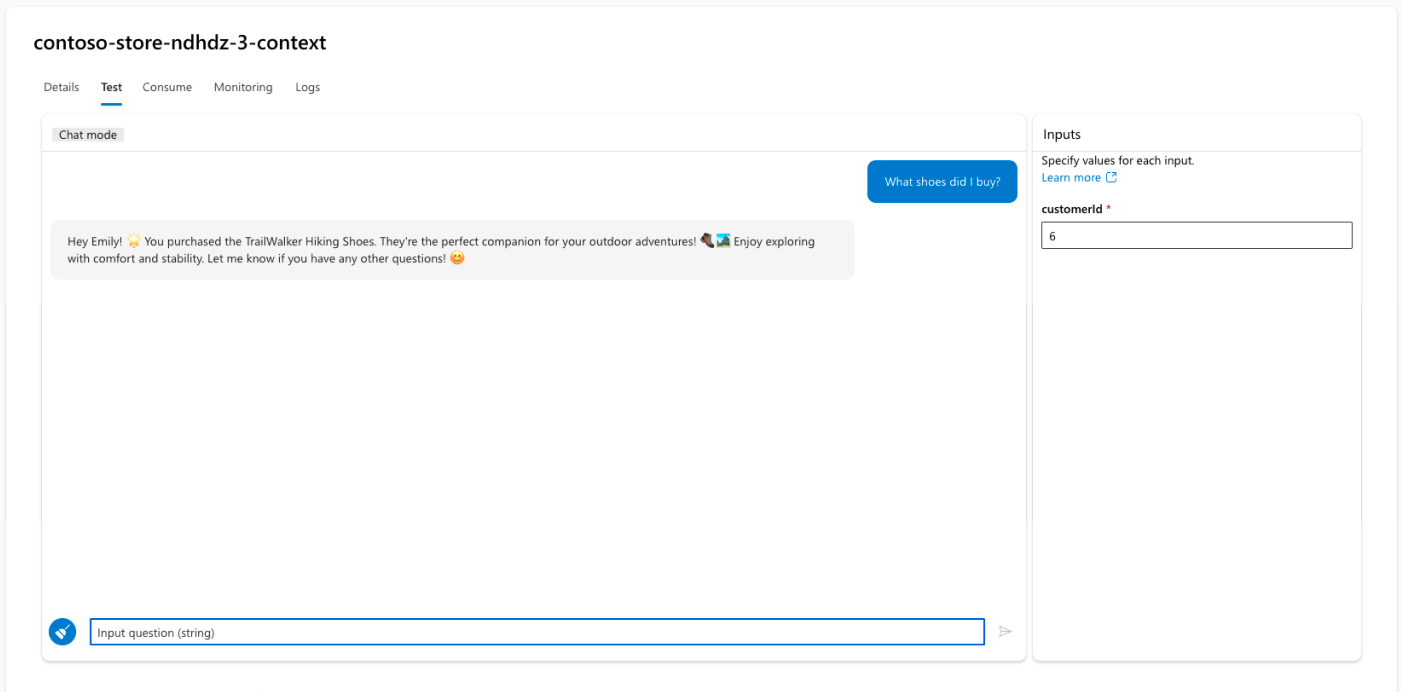 contoso-store-ndhdz-3-context
Details Test Consume Monitoring Logs
Chat mode
What shoes did I buy?
Hey Emily! 🌟 You purchased the TrailWalker Hiking Shoes. They're the perfect companion for your outdoor adventures! 🥾🏞️ Enjoy exploring
with comfort and stability. Let me know if you have any other questions! 😊
Input question (string)
Inputs
Specify values for each input.
Learn more
customerId *
6